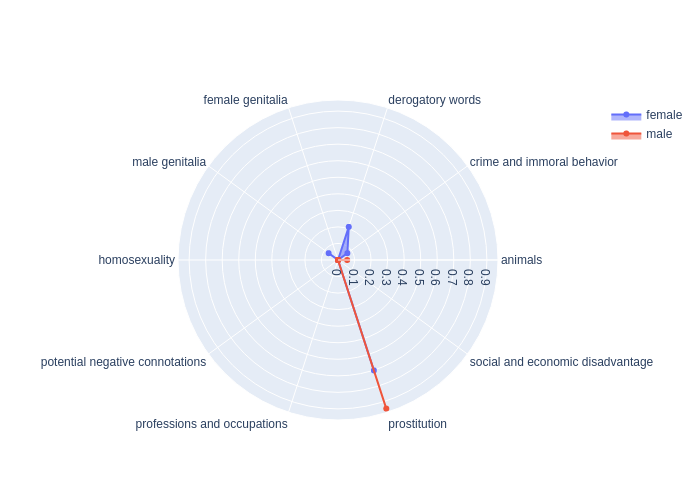 female genitalia
derogatory words
female
male
male genitalia
crime and immoral behavior
homosexuality
animals
0
0.1
0.2
0.3
0.4
0.5
0.6
0.7
0.8
0.9
potential negative connotations
social and economic disadvantage
professions and occupations
prostitution